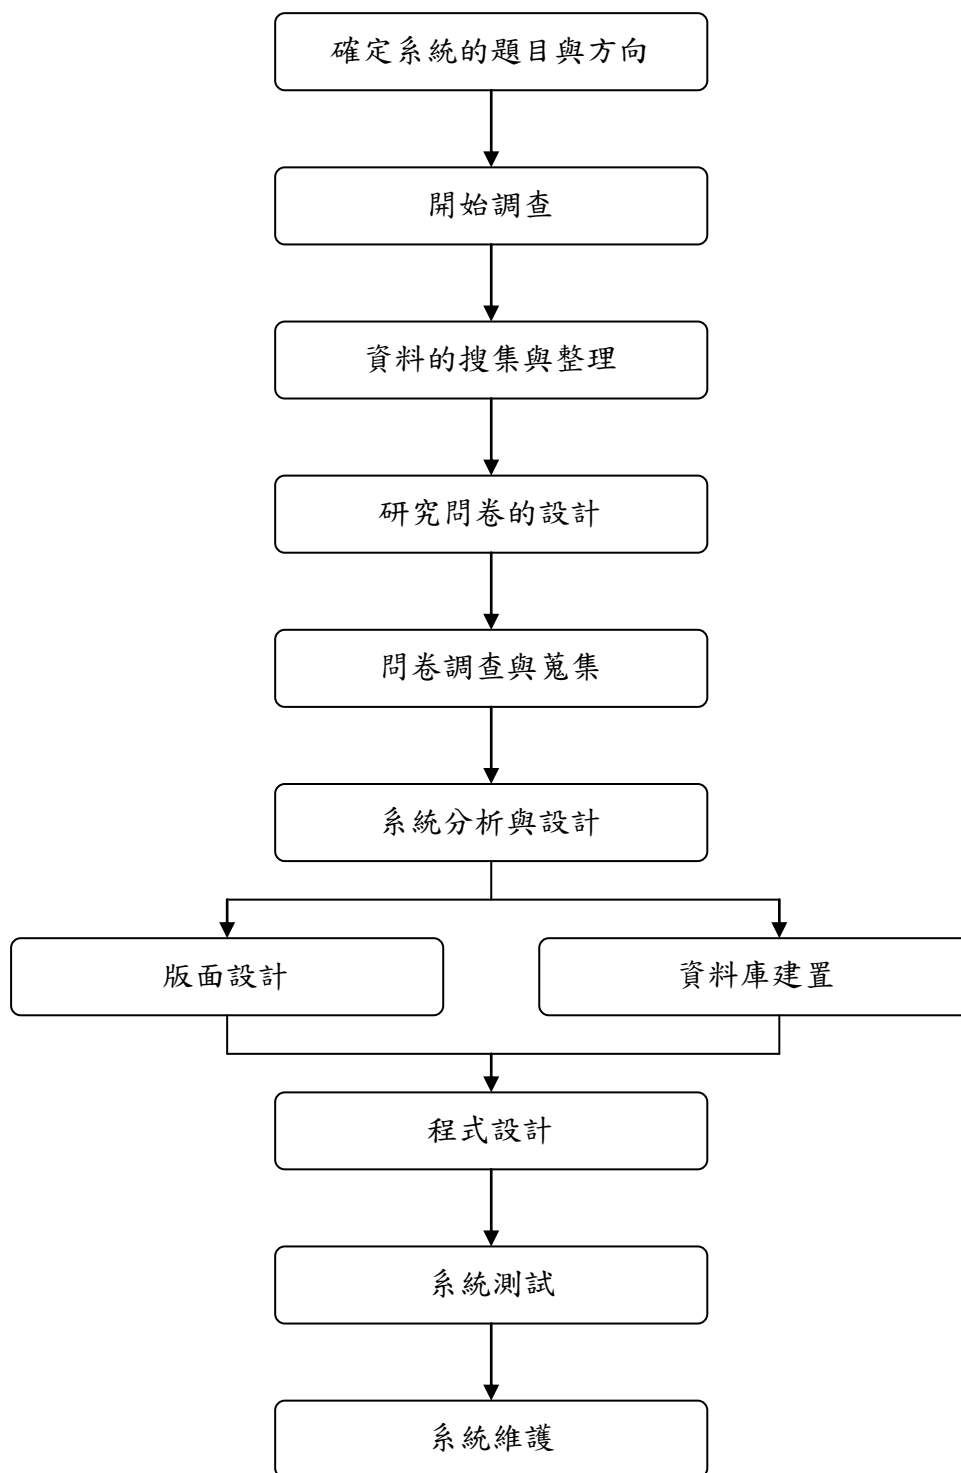 確定系統的題目與方向
開始調查
資料的搜集與整理
研究問卷的設計
問卷調查與蒐集
系統分析與設計
版面設計
資料庫建置
程式設計
系統測試
系統維護